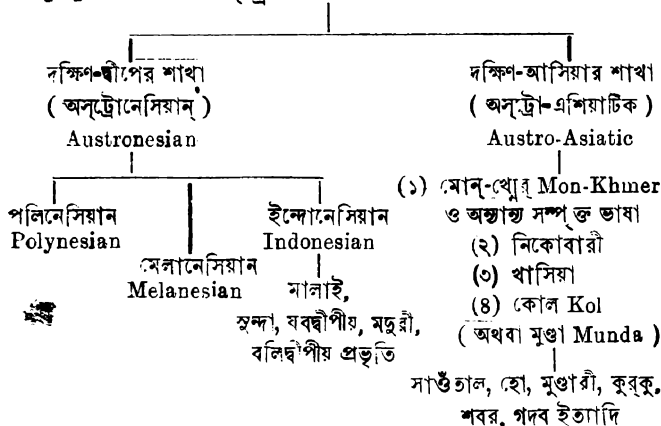 দক্ষিণ-দ্বীপের শাখা
( অস্‌ট্রোনেসিয়ান্ )
Austronesian
পলিনেসিয়ান
Polynesian
মেলানেসিয়ান
Melanesian
ইন্দোনেসিয়ান
Indonesian
মালাই,
সুন্দা, যবদ্বীপীয়, মদুরী,
বলিদ্বীপীয় প্রভৃতি
দক্ষিণ-আসিয়ার শাখা
( অস্‌ট্রো-এশিয়াটিক )
Austro-Asiatic
(১) মোন্-খ্মের্ Mon-Khmer
ও অন্যান্য সম্পৃক্ত ভাষা
(২) নিকোবারী
(৩) খাসিয়া
(৪) কোল Kol
( অথবা মুণ্ডা Munda )
সাওঁতাল, হো, মুণ্ডারী, কুর্‌কু,
শবর, গদব ইত্যাদি